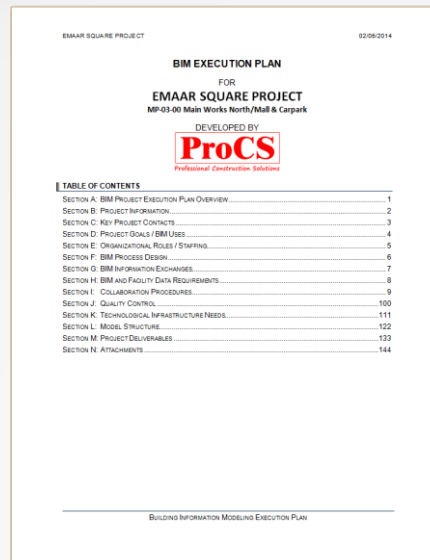 EMAAR SQUARE PROJECT 02/06/2014
BIM EXECUTION PLAN
FOR
EMAAR SQUARE PROJECT
MP-03-00 Main Works North/Mall & Carpark
DEVELOPED BY
ProCS
Professional Construction Solutions
TABLE OF CONTENTS
SECTION A: BIM PROJECT EXECUTION PLAN OVERVIEW 1
SECTION B: PROJECT INFORMATION 2
SECTION C: KEY PROJECT CONTACTS 3
SECTION D: PROJECT GOALS / BIM USES 4
SECTION E: ORGANIZATIONAL ROLES / STAFFING 5
SECTION F: BIM PROCESS DESIGN 6
SECTION G: BIM INFORMATION EXCHANGES 7
SECTION H: BIM AND FACILITY DATA REQUIREMENTS 8
SECTION I: COLLABORATION PROCEDURES 9
SECTION J: QUALITY CONTROL 100
SECTION K: TECHNOLOGICAL INFRASTRUCTURE NEEDS 111
SECTION L: MODEL STRUCTURE 122
SECTION M: PROJECT DELIVERABLES 133
SECTION N: ATTACHMENTS 144
BUILDING INFORMATION MODELING EXECUTION PLAN